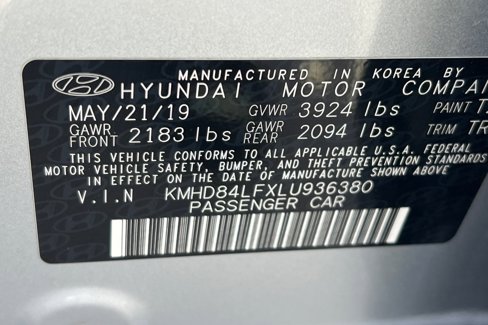 MANUFACTURED IN KOREA BY
HYUNDAI MOTOR COMPA
MAY/21/19 GVWR 3924 lbs PAINT
GAWR FRONT 2183 lbs GAWR REAR 2094 lbs TRIM TR
THIS VEHICLE CONFORMS TO ALL APPLICABLE U.S.A. FEDERAL
MOTOR VEHICLE SAFETY, BUMPER, AND THEFT PREVENTION STANDARDS
IN EFFECT ON THE DATE OF MANUFACTURE SHOWN ABOVE.
V.I.N KMHD84LFXLU936380
PASSENGER CAR